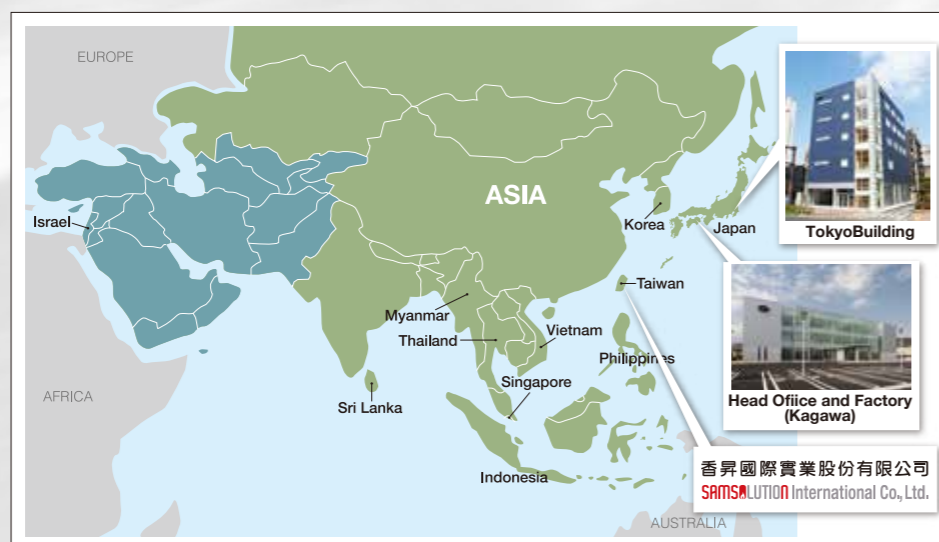 EUROPE
ASIA
Israel
Korea
Japan
TokyoBuilding
Taiwan
Myanmar
Thailand
Vietnam
Philippines
Singapore
Sri Lanka
AFRICA
Head Ofiice and Factory
(Kagawa)
Indonesia
香昇國際實業股份有限公司
SAMSOLUTION International Co., Ltd.
AUSTRALIA